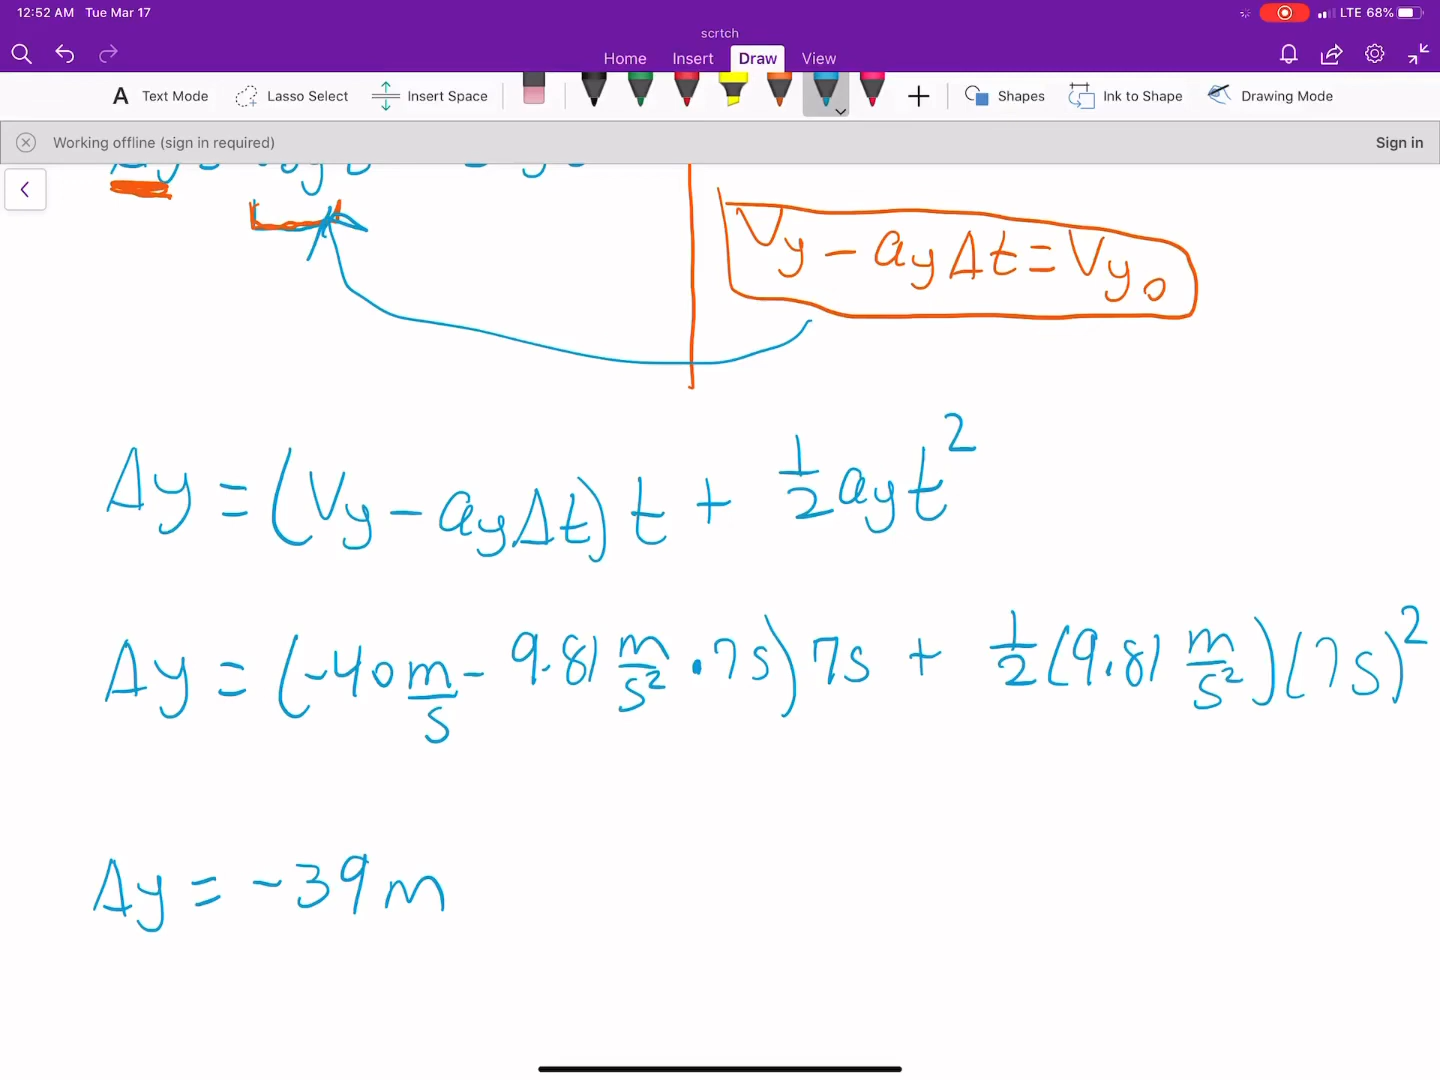 12:52 AM Tue Mar 17
LTE 68%
scrtch
Home Insert Draw View
A Text Mode Lasso Select Insert Space Shapes Ink to Shape Drawing Mode
Working offline (sign in required) Sign in
Vy - ayΔt = Vy₀
Δy = (Vy - ayΔt) t + 1/2 ay t²
Δy = (-40 m/s - 9.81 m/s² · 7s) 7s + 1/2 (9.81 m/s²)(7s)²
Δy = -39 m